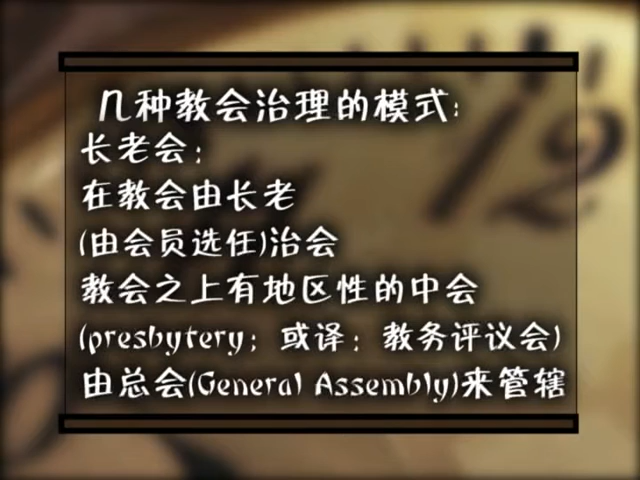 几种教会治理的模式：
长老会：
在教会由长老
(由会员选任)治会
教会之上有地区性的中会
(presbytery；或译：教务评议会)
由总会(General Assembly)来管辖
12